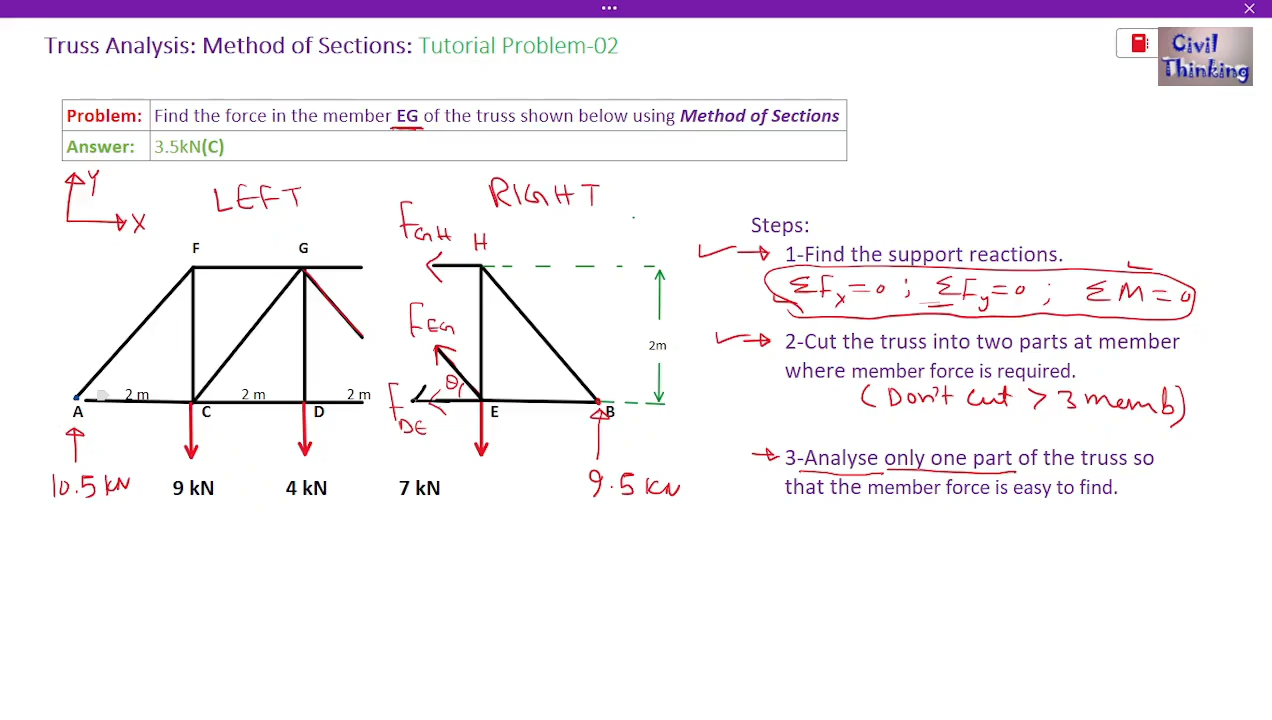 Truss Analysis: Method of Sections: Tutorial Problem-02
Civil
Thinking
Problem: Find the force in the member EG of the truss shown below using Method of Sections
Answer: 3.5kN(C)
Y
X
LEFT
RIGHT
F G
FGH H
FEG
θ
2m
A 2 m C 2 m D 2 m
FDE E B
10.5 kN 9 kN 4 kN 7 kN 9.5 kN
Steps:
1-Find the support reactions.
ΣFx=0 ; ΣFy=0 ; ΣM=0
2-Cut the truss into two parts at member
where member force is required.
(Don't cut > 3 memb)
3-Analyse only one part of the truss so
that the member force is easy to find.